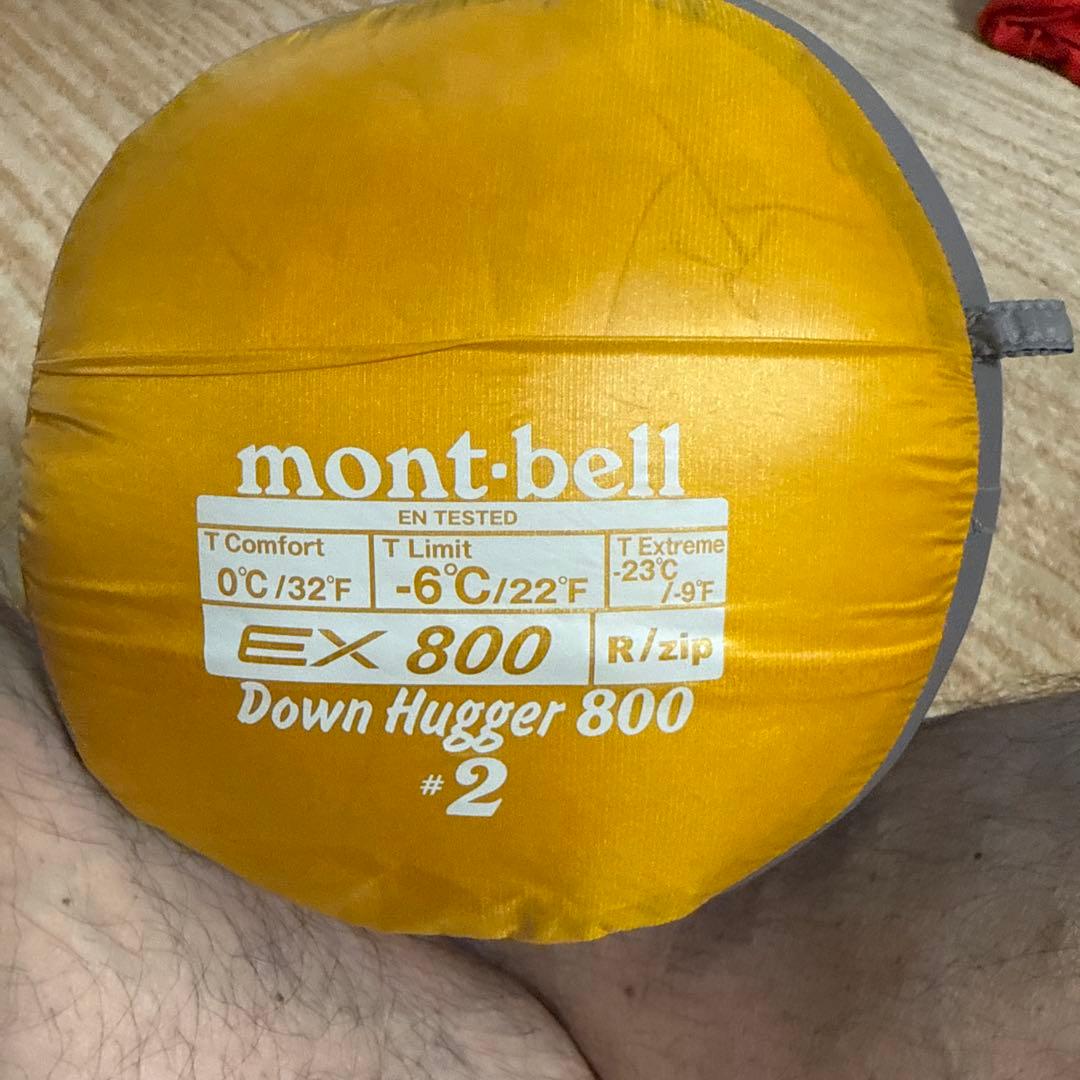 mont·bell
EN TESTED
T Comfort
0℃/32°F
T Limit
-6℃/22°F
T Extreme
-23℃
/-9°F
EX 800
R/zip
Down Hugger 800
#2